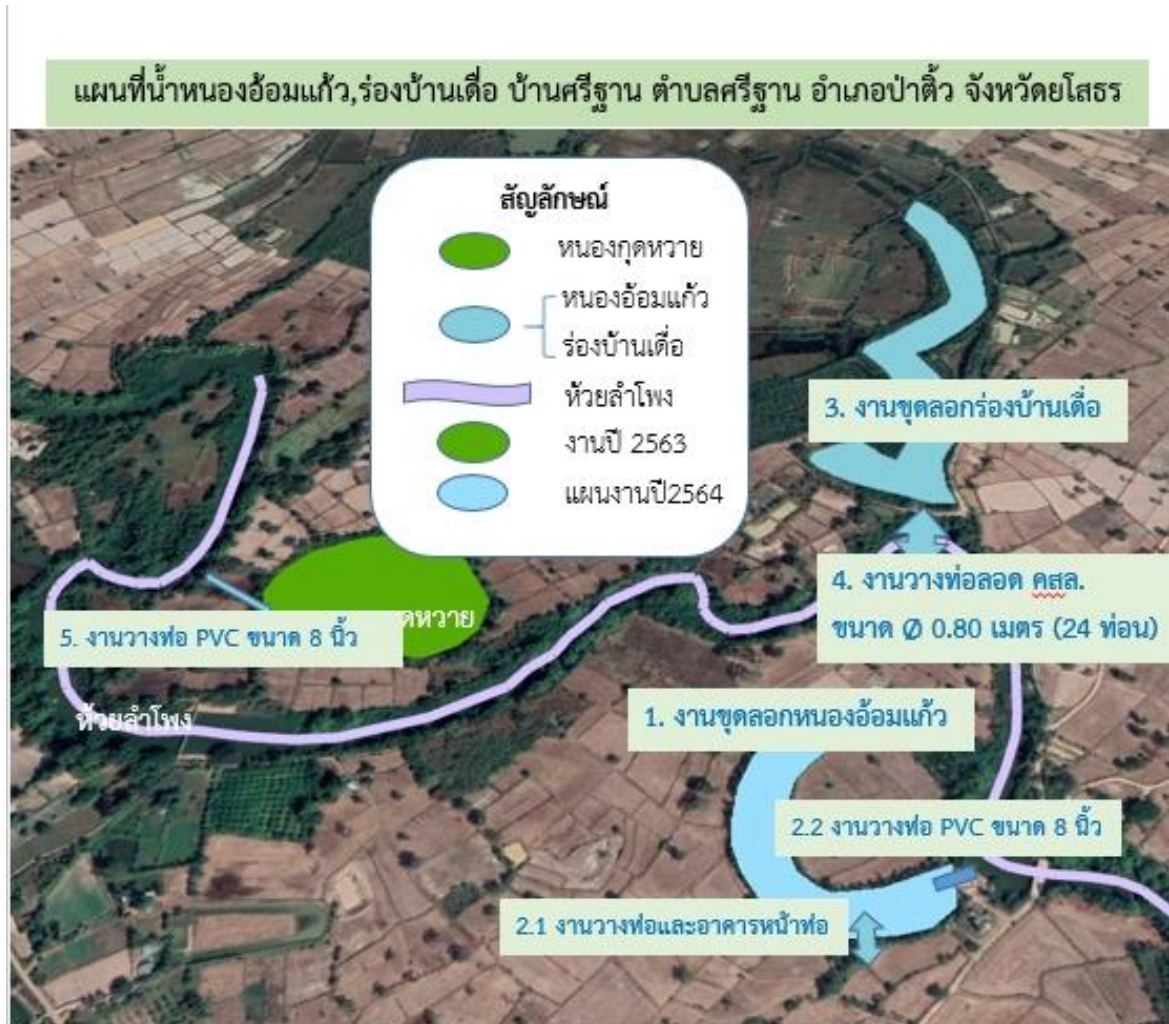 แผนที่น้ำหนองอ้อมแก้ว,ร่องบ้านเดื่อ บ้านศรีฐาน ตำบลศรีฐาน อำเภอป่าติ้ว จังหวัดยโสธร
สัญลักษณ์
หนองกุดหวาย
หนองอ้อมแก้ว
ร่องบ้านเดื่อ
ห้วยลำโพง
งานปี 2563
แผนงานปี2564
3. งานขุดลอกร่องบ้านเดื่อ
4. งานวางท่อลอด คสล.
ขนาด Ø 0.80 เมตร (24 ท่อน)
5. งานวางท่อ PVC ขนาด 8 นิ้ว
ดหวาย
ห้วยลำโพง
1. งานขุดลอกหนองอ้อมแก้ว
2.2 งานวางท่อ PVC ขนาด 8 นิ้ว
2.1 งานวางท่อและอาคารหน้าท่อ